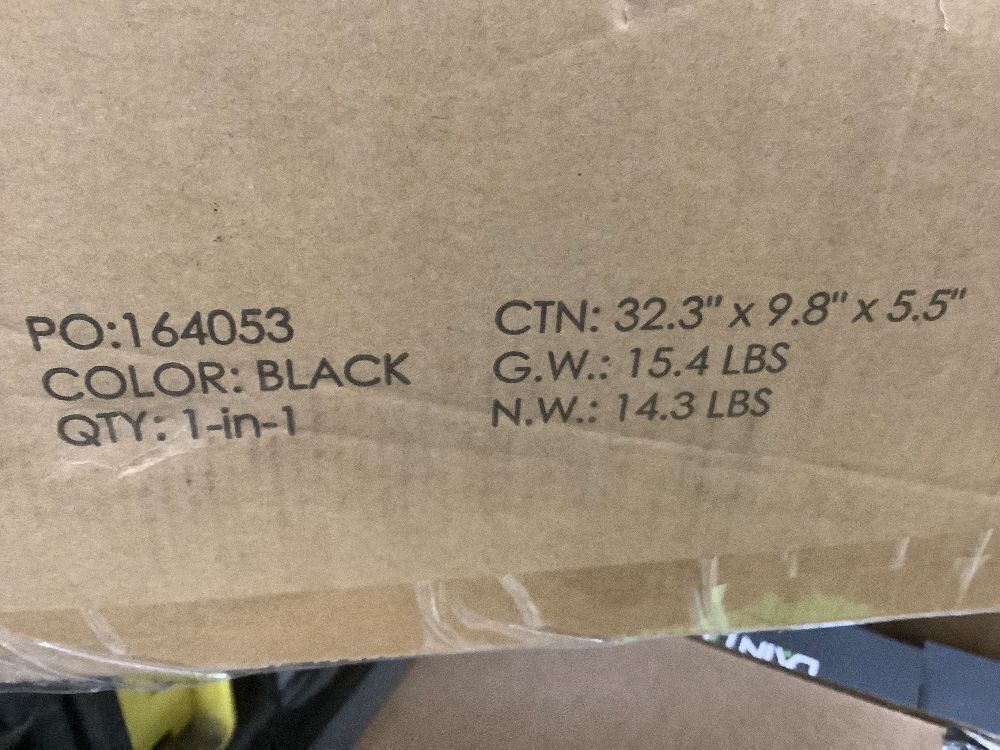 PO:164053
COLOR: BLACK
QTY: 1-in-1
CTN: 32.3" x 9.8" x 5.5"
G.W.: 15.4 LBS
N.W.: 14.3 LBS